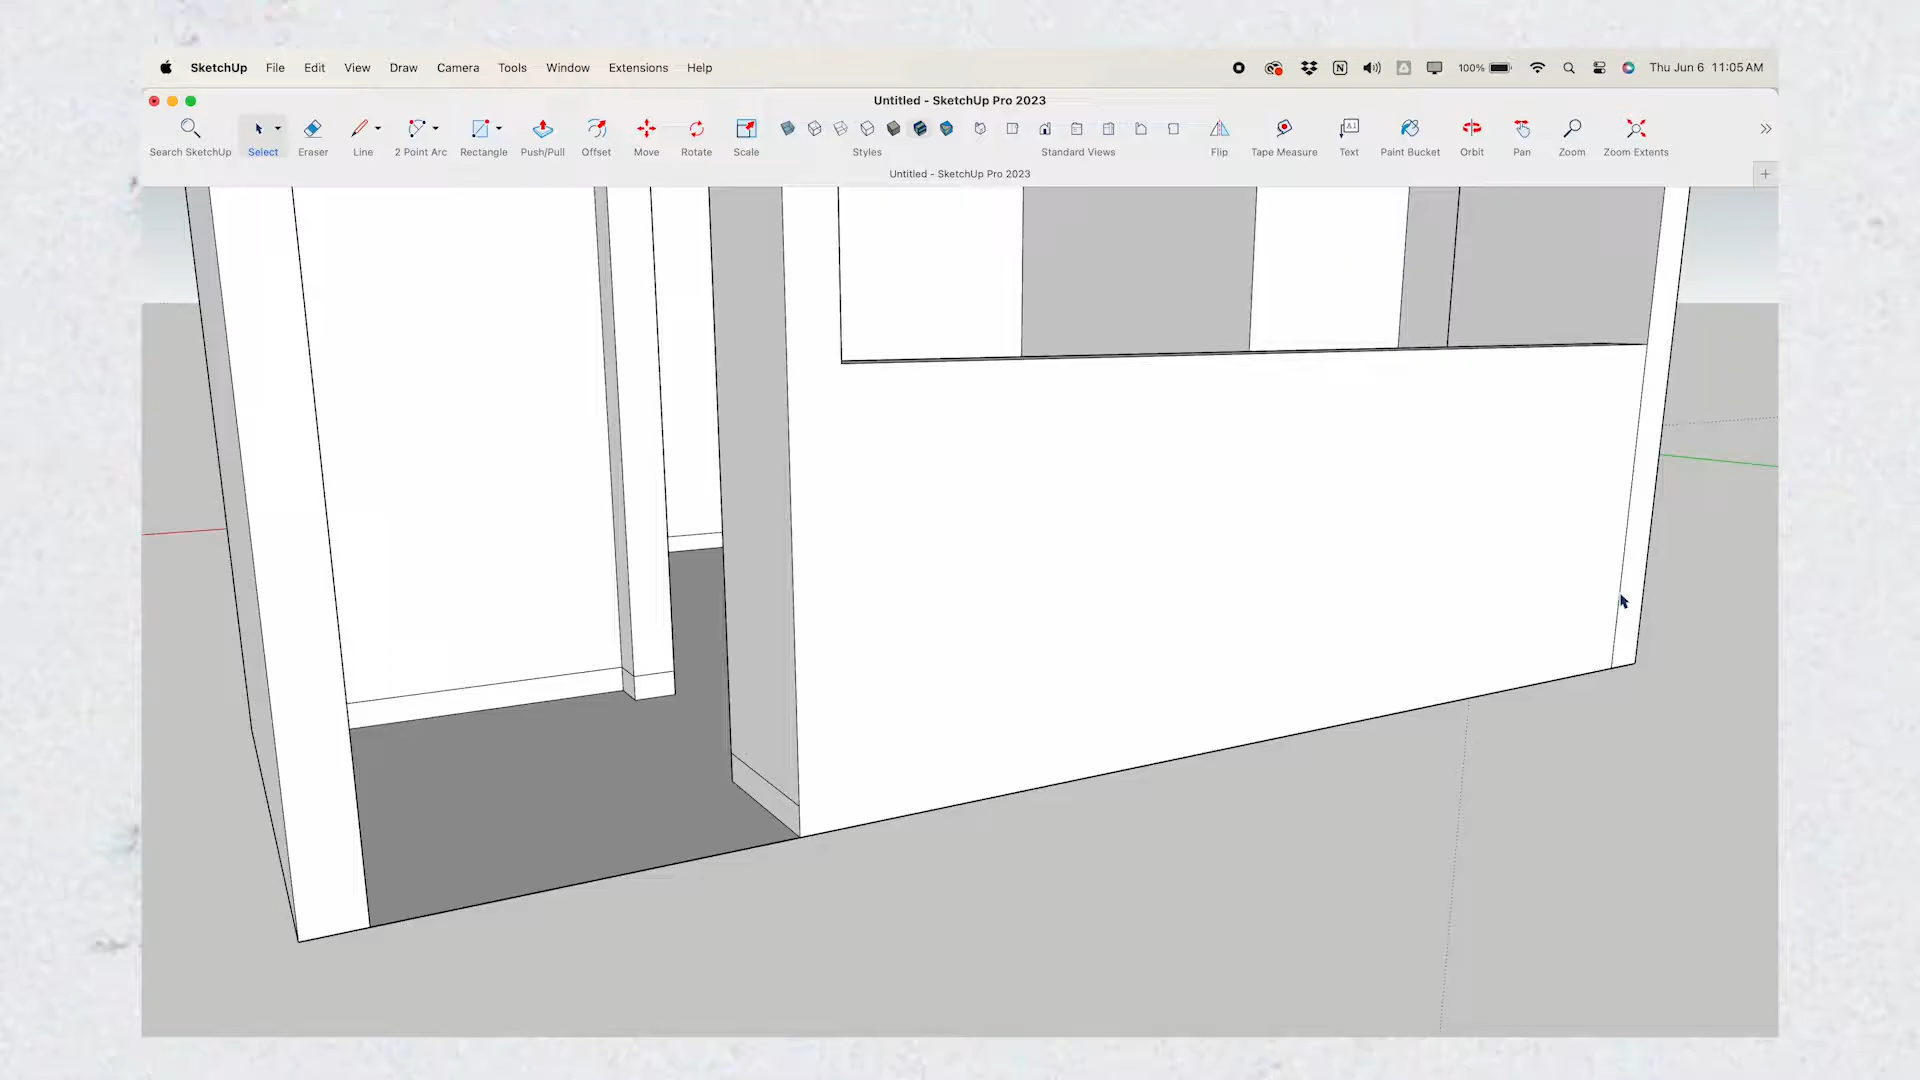 SketchUp File Edit View Draw Camera Tools Window Extensions Help 100% Thu Jun 6 11:05 AM
Untitled - SketchUp Pro 2023
Search SketchUp Select Eraser Line 2 Point Arc Rectangle Push/Pull Offset Move Rotate Scale Styles Standard Views Flip Tape Measure Text Paint Bucket Orbit Pan Zoom Zoom Extents
Untitled - SketchUp Pro 2023